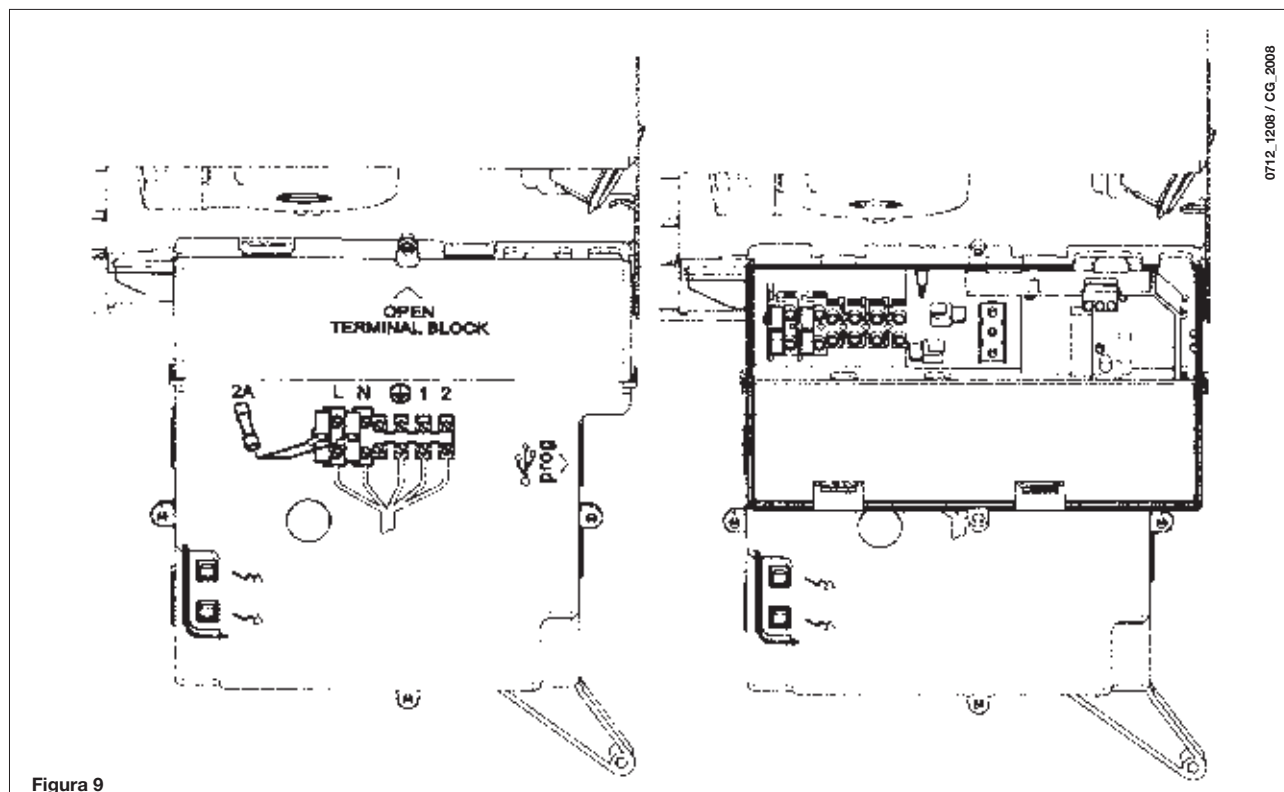 0712_1208 / CG_2008
OPEN
TERMINAL BLOCK
2A
L N 1 2
prog
Figura 9